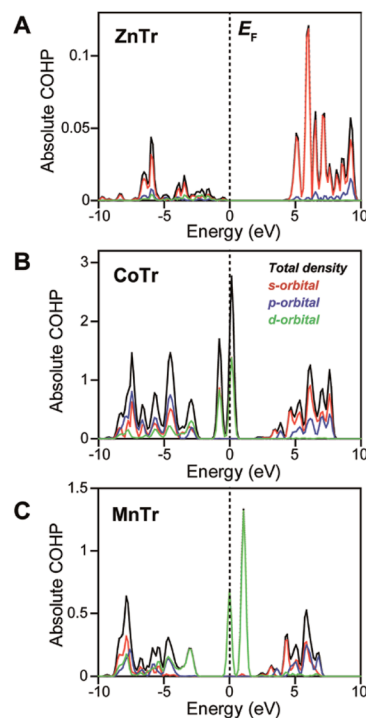 A
ZnTr
E_F
Absolute COHP
0.1
0.05
0
-10 -5 0 5 10
Energy (eV)
B
CoTr
Total density
s-orbital
p-orbital
d-orbital
Absolute COHP
3
2
1
0
-10 -5 0 5 10
Energy (eV)
C
MnTr
Absolute COHP
1.5
1
0.5
0
-10 -5 0 5 10
Energy (eV)